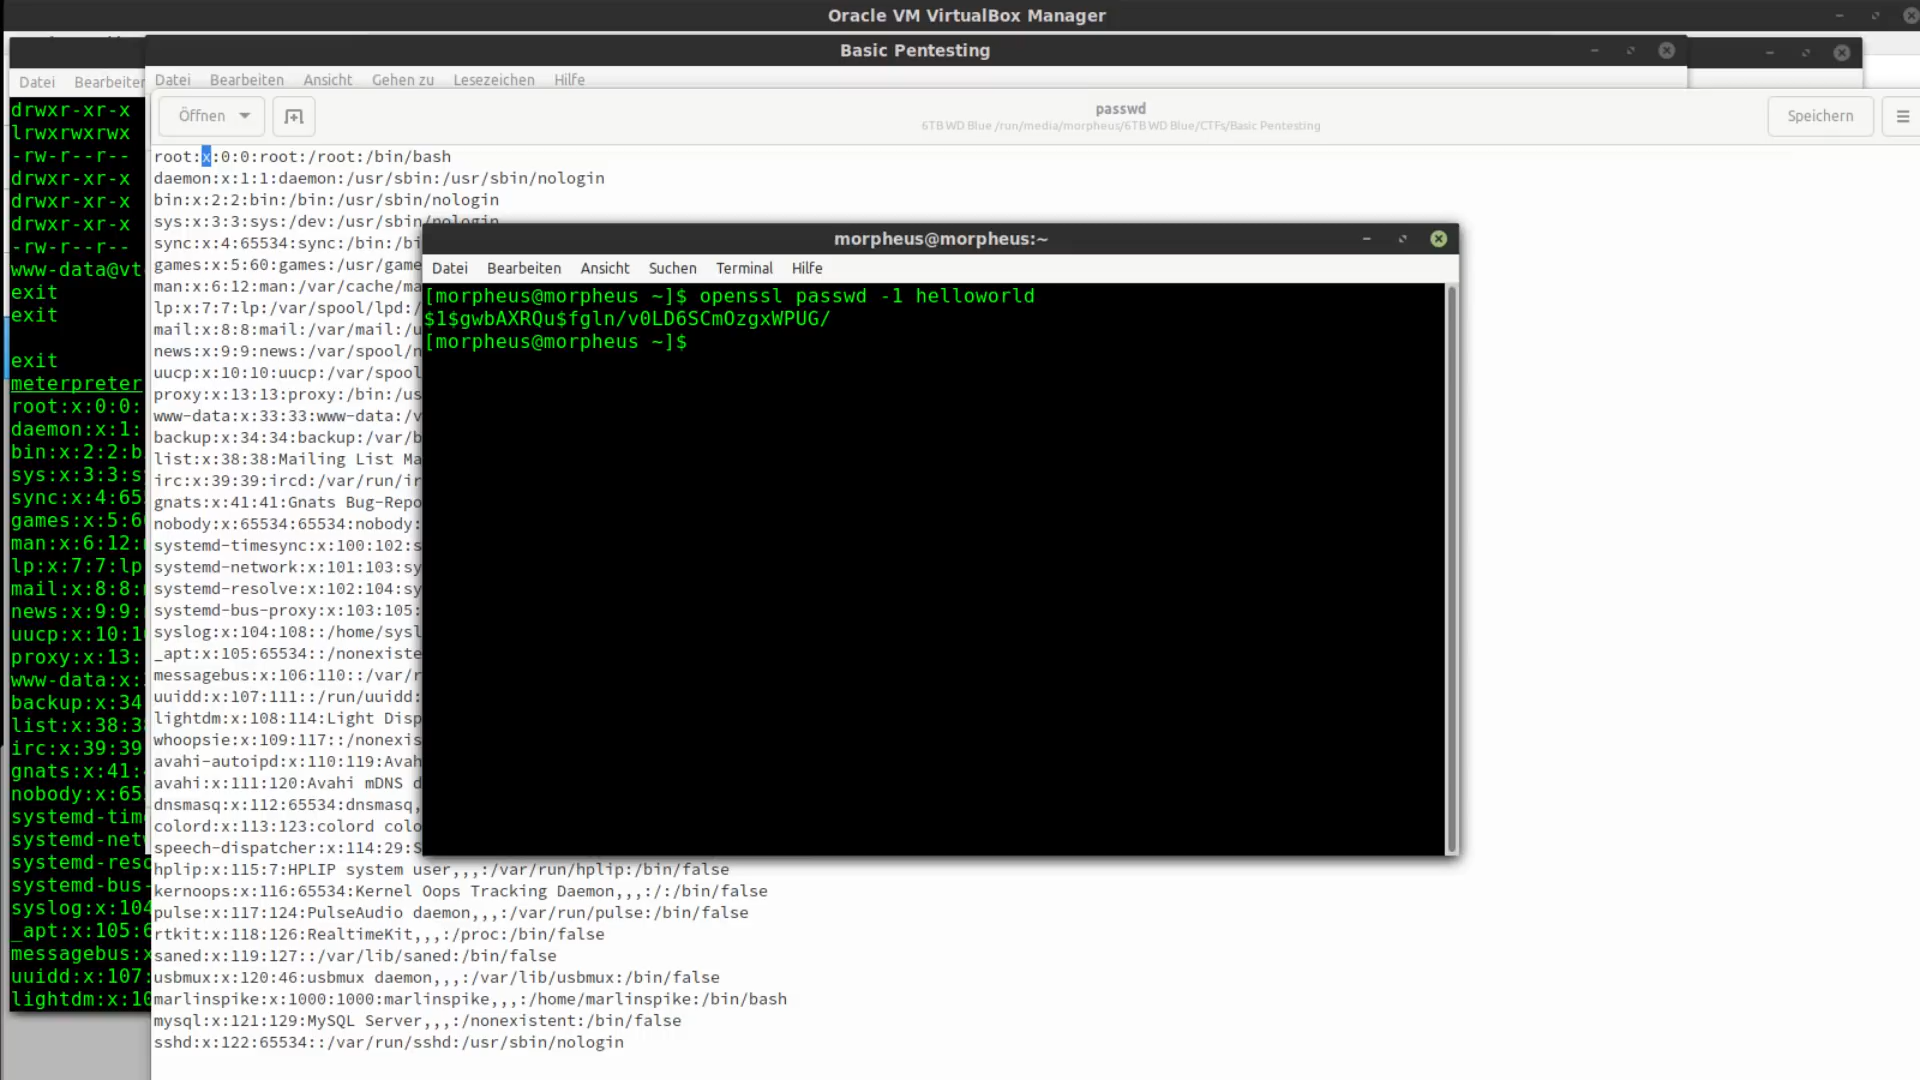 Oracle VM VirtualBox Manager
Basic Pentesting
Datei Bearbeiten
Datei Bearbeiten Ansicht Gehen zu Lesezeichen Hilfe
Öffnen
passwd
6TB WD Blue /run/media/morpheus/6TB WD Blue/CTFs/Basic Pentesting
Speichern
drwxr-xr-x
lrwxrwxrwx
-rw-r--r--
drwxr-xr-x
drwxr-xr-x
drwxr-xr-x
-rw-r--r--
www-data@vt
exit
exit
exit
meterpreter
root:x:0:0:
daemon:x:1:
bin:x:2:2:b
sys:x:3:3:s
sync:x:4:65
games:x:5:6
man:x:6:12:
lp:x:7:7:lp
mail:x:8:8:
news:x:9:9:
uucp:x:10:1
proxy:x:13:
www-data:x:
backup:x:34
list:x:38:3
irc:x:39:39
gnats:x:41:
nobody:x:65
systemd-tim
systemd-net
systemd-reso
systemd-bus-
syslog:x:104
_apt:x:105:6
messagebus:x
uuidd:x:107:
lightdm:x:10
root:x:0:0:root:/root:/bin/bash
daemon:x:1:1:daemon:/usr/sbin:/usr/sbin/nologin
bin:x:2:2:bin:/bin:/usr/sbin/nologin
sys:x:3:3:sys:/dev:/usr/sbin/nologin
sync:x:4:65534:sync:/bin:/bi
games:x:5:60:games:/usr/game
man:x:6:12:man:/var/cache/ma
lp:x:7:7:lp:/var/spool/lpd:/
mail:x:8:8:mail:/var/mail:/u
news:x:9:9:news:/var/spool/n
uucp:x:10:10:uucp:/var/spool
proxy:x:13:13:proxy:/bin:/us
www-data:x:33:33:www-data:/v
backup:x:34:34:backup:/var/b
list:x:38:38:Mailing List Ma
irc:x:39:39:ircd:/var/run/ir
gnats:x:41:41:Gnats Bug-Repo
nobody:x:65534:65534:nobody:
systemd-timesync:x:100:102:s
systemd-network:x:101:103:sy
systemd-resolve:x:102:104:sy
systemd-bus-proxy:x:103:105:
syslog:x:104:108::/home/sysl
_apt:x:105:65534::/nonexiste
messagebus:x:106:110::/var/r
uuidd:x:107:111::/run/uuidd:
lightdm:x:108:114:Light Disp
whoopsie:x:109:117::/nonexis
avahi-autoipd:x:110:119:Avah
avahi:x:111:120:Avahi mDNS d
dnsmasq:x:112:65534:dnsmasq,
colord:x:113:123:colord colo
speech-dispatcher:x:114:29:S
hplip:x:115:7:HPLIP system user,,,:/var/run/hplip:/bin/false
kernoops:x:116:65534:Kernel Oops Tracking Daemon,,,:/:/bin/false
pulse:x:117:124:PulseAudio daemon,,,:/var/run/pulse:/bin/false
rtkit:x:118:126:RealtimeKit,,,:/proc:/bin/false
saned:x:119:127::/var/lib/saned:/bin/false
usbmux:x:120:46:usbmux daemon,,,:/var/lib/usbmux:/bin/false
marlinspike:x:1000:1000:marlinspike,,,:/home/marlinspike:/bin/bash
mysql:x:121:129:MySQL Server,,,:/nonexistent:/bin/false
sshd:x:122:65534::/var/run/sshd:/usr/sbin/nologin
morpheus@morpheus:~
Datei Bearbeiten Ansicht Suchen Terminal Hilfe
[morpheus@morpheus ~]$ openssl passwd -1 helloworld
$1$gwbAXRQu$fgln/v0LD6SCmOzgxWPUG/
[morpheus@morpheus ~]$